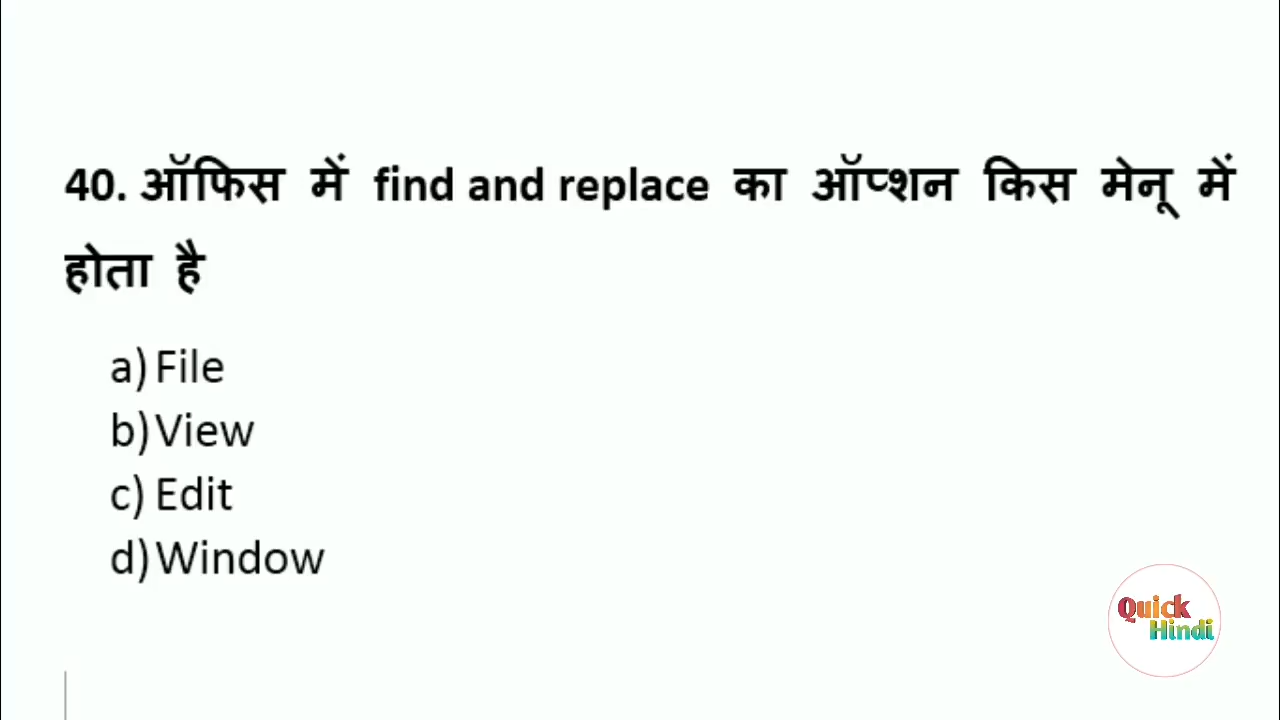 40. ऑफिस में find and replace का ऑप्शन किस मेनू में
होता है
a) File
b) View
c) Edit
d) Window
Quick
Hindi